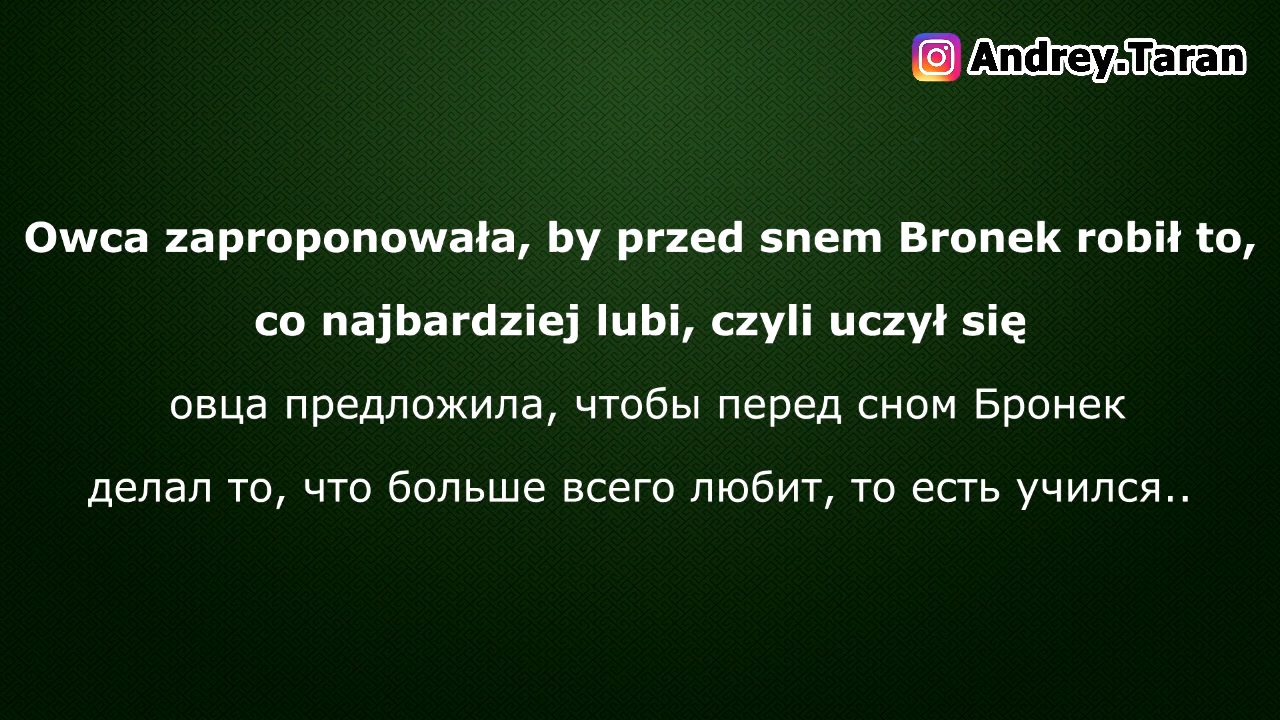 Andrey.Taran
Owca zaproponowała, by przed snem Bronek robił to,
co najbardziej lubi, czyli uczył się
овца предложила, чтобы перед сном Бронек
делал то, что больше всего любит, то есть учился..